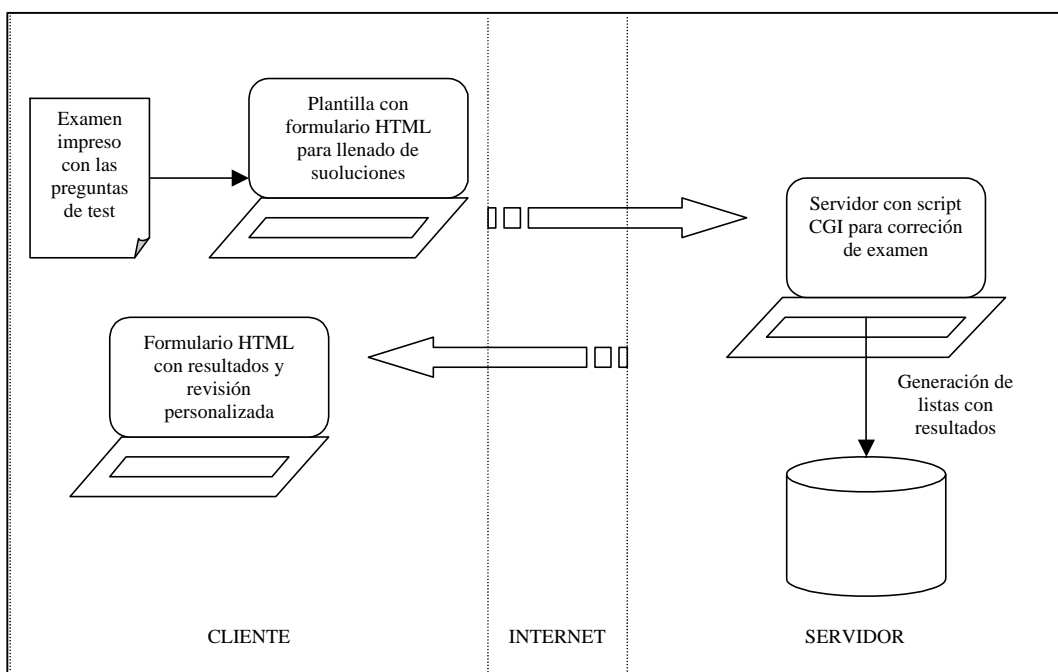 Examen
impreso
con las
preguntas
de test
Plantilla con
formulario HTML
para llenado de
suoluciones
Servidor con script
CGI para correción
de examen
Formulario HTML
con resultados y
revisión
personalizada
Generación de
listas con
resultados
CLIENTE
INTERNET
SERVIDOR